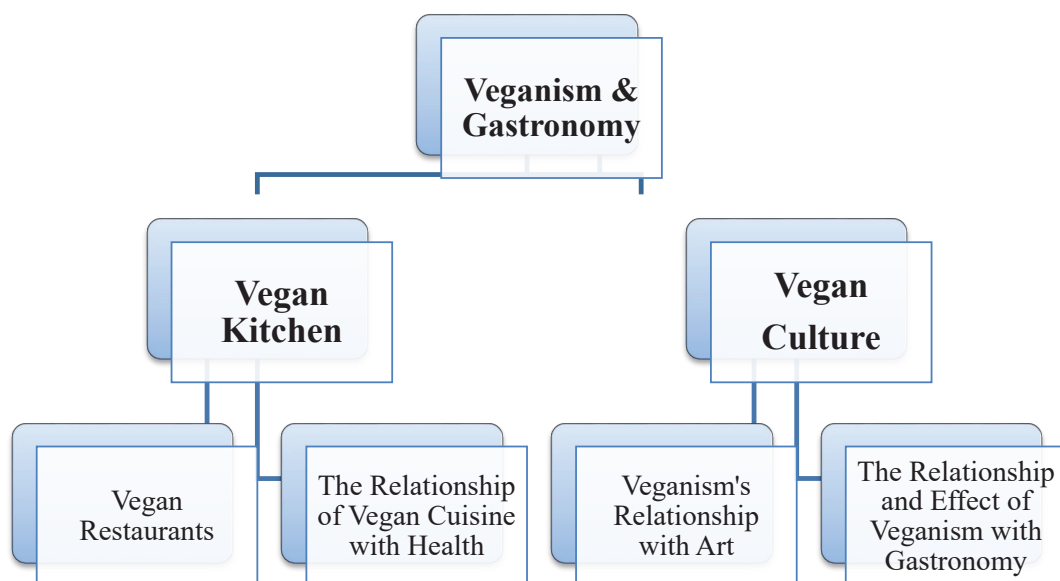 Veganism &
Gastronomy
Vegan
Kitchen
Vegan
Culture
Vegan
Restaurants
The Relationship
of Vegan Cuisine
with Health
Veganism's
Relationship
with Art
The Relationship
and Effect of
Veganism with
Gastronomy